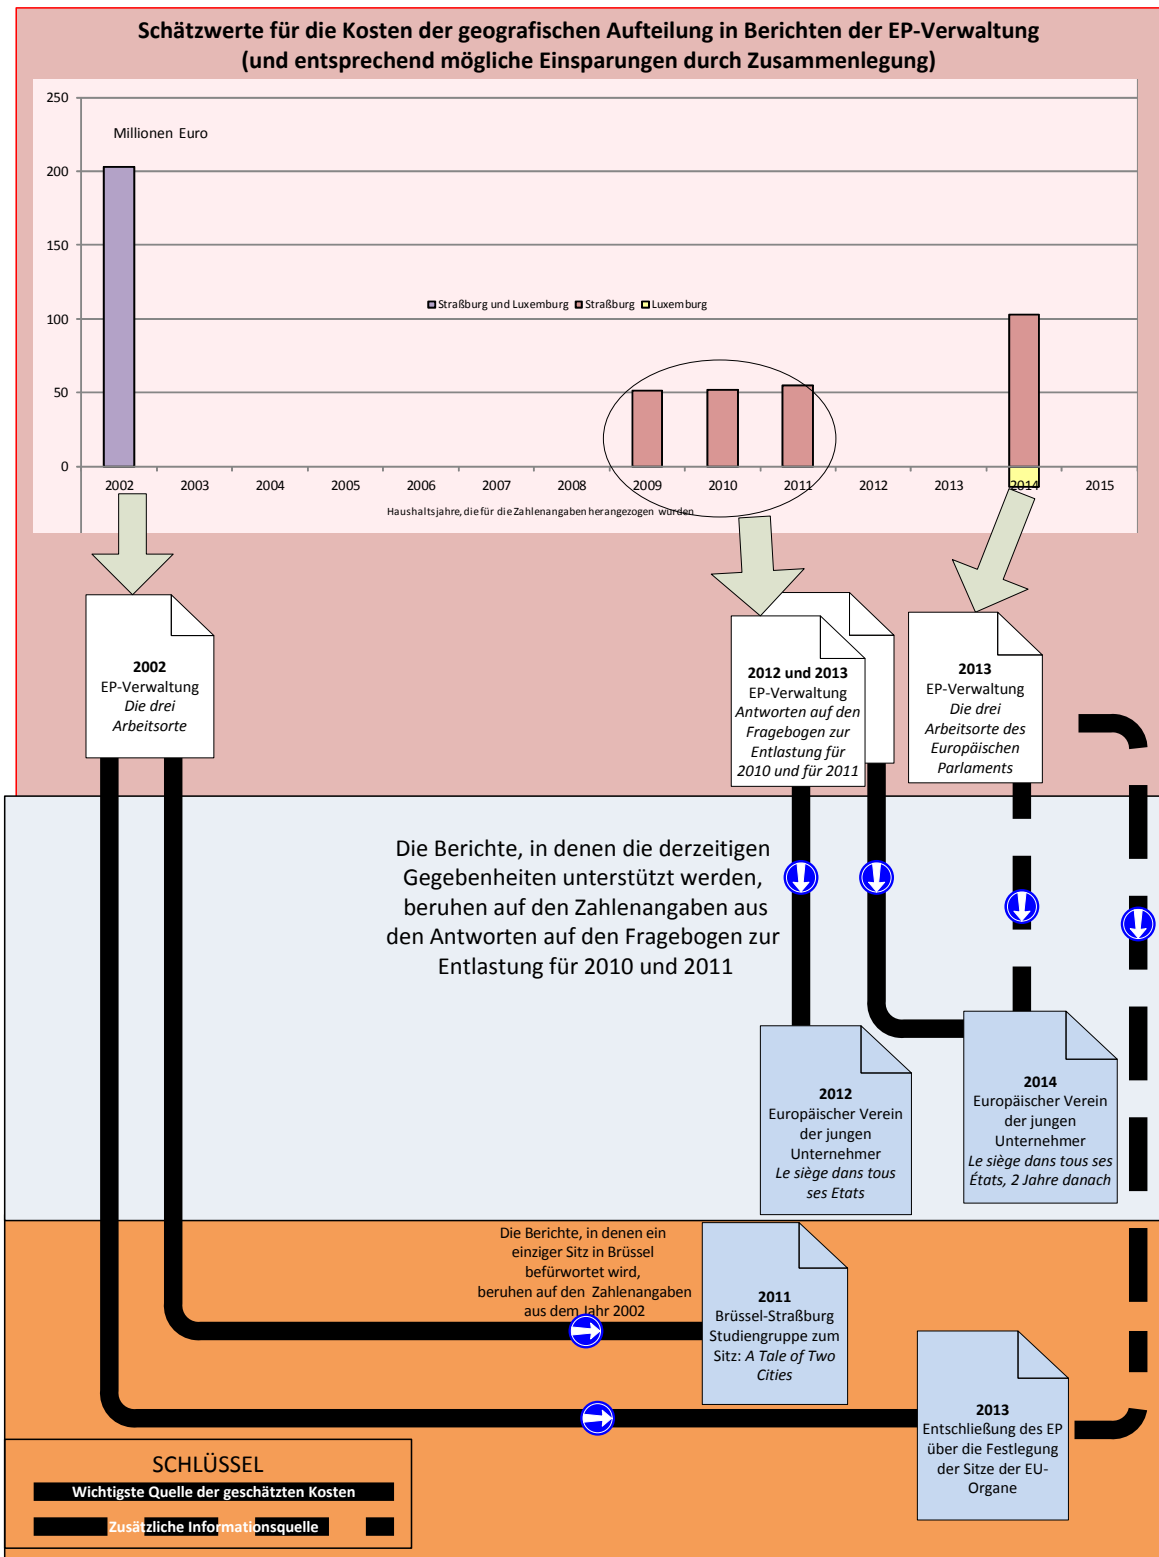 Schätzwerte für die Kosten der geografischen Aufteilung in Berichten der EP-Verwaltung
(und entsprechend mögliche Einsparungen durch Zusammenlegung)
250
Millionen Euro
200
150
Straßburg und Luxemburg Straßburg Luxemburg
100
50
0
2002 2003 2004 2005 2006 2007 2008 2009 2010 2011 2012 2013 2014 2015
Haushaltsjahre, die für die Zahlenangaben herangezogen wurden
2002
EP-Verwaltung
Die drei
Arbeitsorte
2012 und 2013
EP-Verwaltung
Antworten auf den
Fragebogen zur
Entlastung für
2010 und für 2011
2013
EP-Verwaltung
Die drei
Arbeitsorte des
Europäischen
Parlaments
Die Berichte, in denen die derzeitigen
Gegebenheiten unterstützt werden,
beruhen auf den Zahlenangaben aus
den Antworten auf den Fragebogen zur
Entlastung für 2010 und 2011
2012
Europäischer Verein
der jungen
Unternehmer
Le siège dans tous
ses Etats
2014
Europäischer Verein
der jungen
Unternehmer
Le siège dans tous ses
États, 2 Jahre danach
Die Berichte, in denen ein
einziger Sitz in Brüssel
befürwortet wird,
beruhen auf den Zahlenangaben
aus dem Jahr 2002
2011
Brüssel-Straßburg
Studiengruppe zum
Sitz: A Tale of Two
Cities
2013
Entschließung des EP
über die Festlegung
der Sitze der EU-
Organe
SCHLÜSSEL
Wichtigste Quelle der geschätzten Kosten
Zusätzliche Informationsquelle